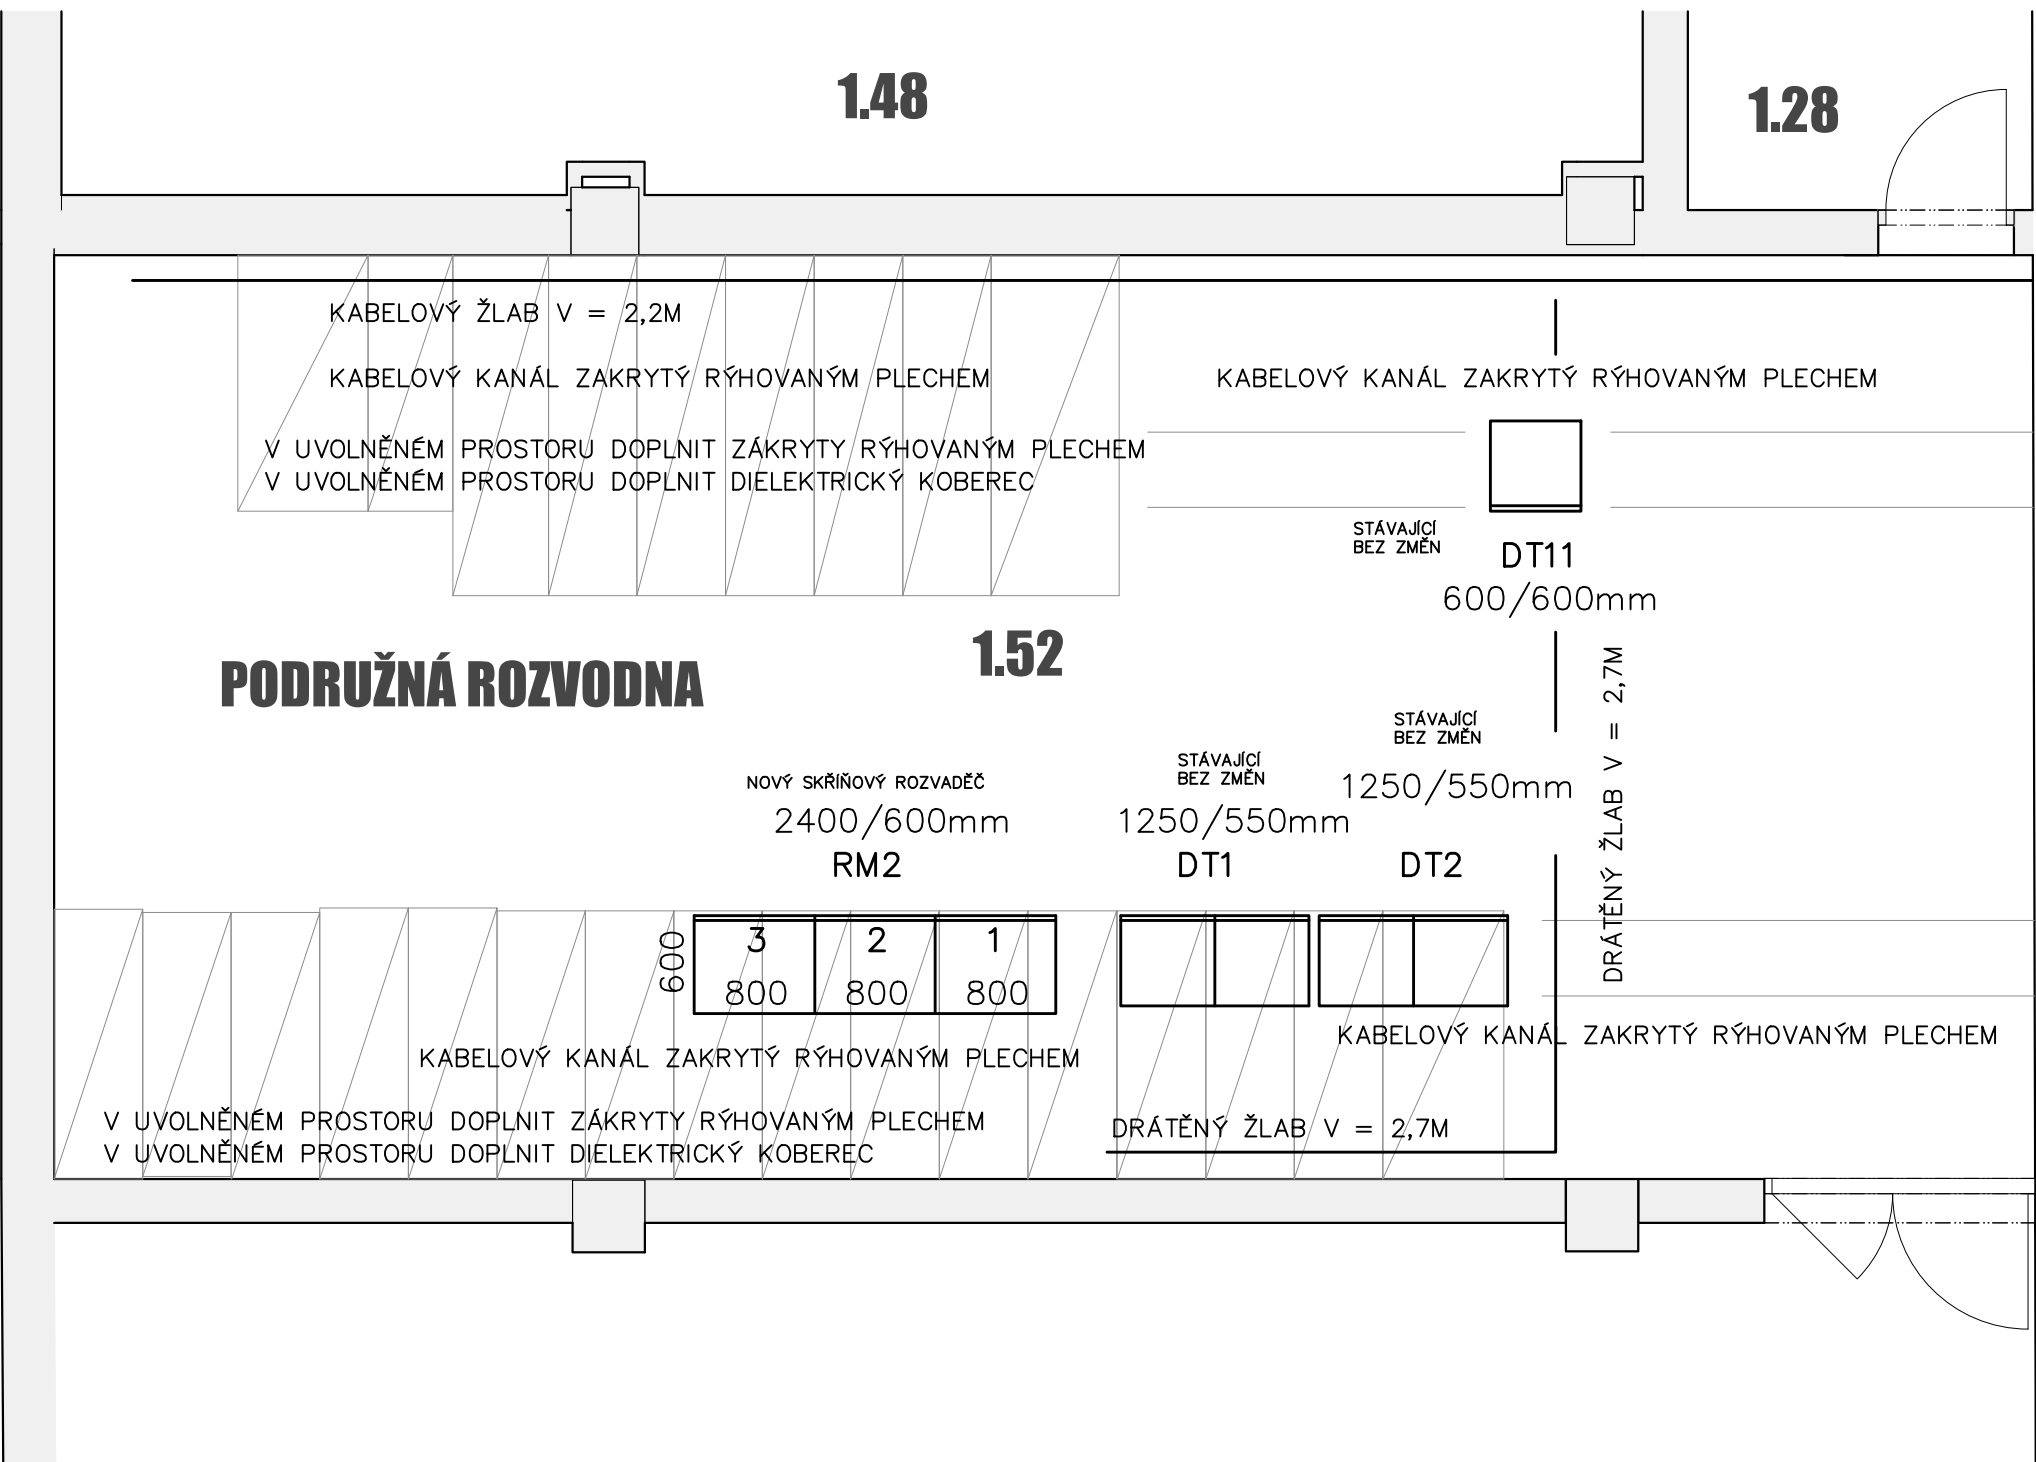 1.48
1.28
KABELOVÝ ŽLAB V = 2,2M
KABELOVÝ KANÁL ZAKRYTÝ RÝHOVANÝM PLECHEM
KABELOVÝ KANÁL ZAKRYTÝ RÝHOVANÝM PLECHEM
V UVOLNĚNÉM PROSTORU DOPLNIT ZÁKRYTY RÝHOVANÝM PLECHEM
V UVOLNĚNÉM PROSTORU DOPLNIT DIELEKTRICKÝ KOBEREC
STÁVAJÍCÍ
BEZ ZMĚN
DT11
600/600mm
1.52
PODRUŽNÁ ROZVODNA
DRÁTĚNÝ ŽLAB V = 2,7M
STÁVAJÍCÍ
BEZ ZMĚN
1250/550mm
DT2
STÁVAJÍCÍ
BEZ ZMĚN
1250/550mm
DT1
NOVÝ SKŘÍŇOVÝ ROZVADĚČ
2400/600mm
RM2
600
3
2
1
800
800
800
KABELOVÝ KANÁL ZAKRYTÝ RÝHOVANÝM PLECHEM
KABELOVÝ KANÁL ZAKRYTÝ RÝHOVANÝM PLECHEM
V UVOLNĚNÉM PROSTORU DOPLNIT ZÁKRYTY RÝHOVANÝM PLECHEM
V UVOLNĚNÉM PROSTORU DOPLNIT DIELEKTRICKÝ KOBEREC
DRÁTĚNÝ ŽLAB V = 2,7M